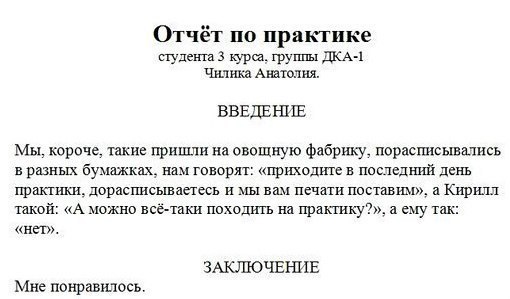 Отчёт по практике
студента 3 курса, группы ДКА-1
Чилика Анатолия.
ВВЕДЕНИЕ
Мы, короче, такие пришли на овощную фабрику, порасписывались
в разных бумажках, нам говорят: «приходите в последний день
практики, дорасписываетесь и мы вам печати поставим», а Кирилл
такой: «А можно всё-таки походить на практику?», а ему так:
«нет».
ЗАКЛЮЧЕНИЕ
Мне понравилось.